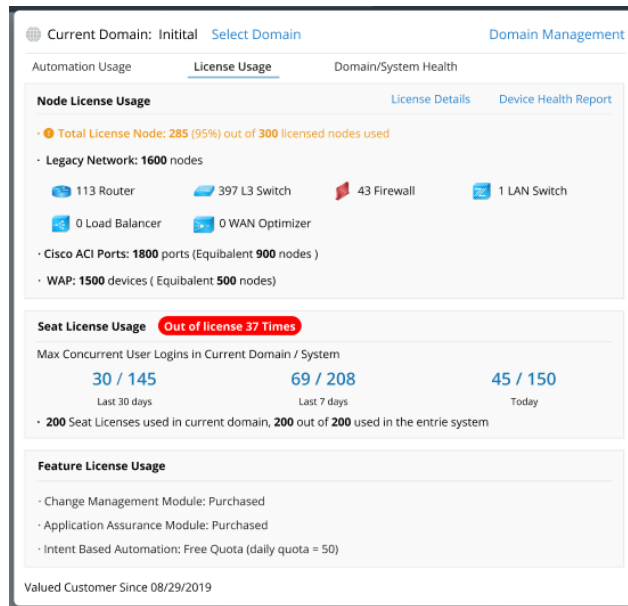 Current Domain: Initital Select Domain Domain Management
Automation Usage License Usage Domain/System Health
Node License Usage License Details Device Health Report
· Total License Node: 285 (95%) out of 300 licensed nodes used
· Legacy Network: 1600 nodes
113 Router 397 L3 Switch 43 Firewall 1 LAN Switch
0 Load Balancer 0 WAN Optimizer
· Cisco ACI Ports: 1800 ports (Equibalent 900 nodes )
· WAP: 1500 devices ( Equibalent 500 nodes)
Seat License Usage Out of license 37 Times
Max Concurrent User Logins in Current Domain / System
30 / 145 69 / 208 45 / 150
Last 30 days Last 7 days Today
· 200 Seat Licenses used in current domain, 200 out of 200 used in the entrie system
Feature License Usage
· Change Management Module: Purchased
· Application Assurance Module: Purchased
· Intent Based Automation: Free Quota (daily quota = 50)
Valued Customer Since 08/29/2019